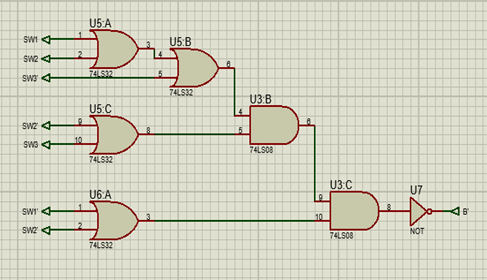 U5:A
SW1 1
3
SW2 2
74LS32
U5:B
4
6
SW3' 5
74LS32
U5:C
SW2' 9
8
SW3 10
74LS32
U3:B
4
6
5
74LS08
U6:A
SW1' 1
3
SW2' 2
74LS32
U3:C
9
8
10
74LS08
U7
NOT
B'